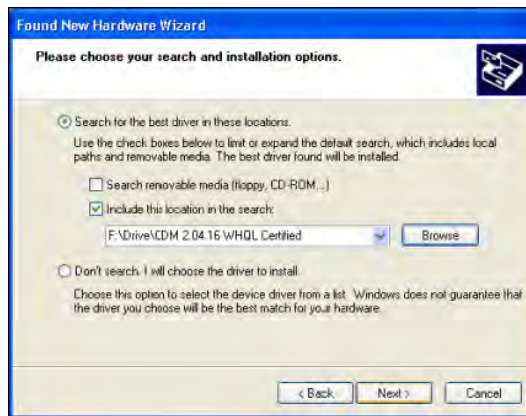 Found New Hardware Wizard
Please choose your search and installation options.
Search for the best driver in these locations.
Use the check boxes below to limit or expand the default search, which includes local
paths and removable media. The best driver found will be installed.
Search removable media (floppy, CD-ROM...)
Include this location in the search:
F:\Drive\CDM 2.04.16 WHQL Certified
Browse
Don't search. I will choose the driver to install.
Choose this option to select the device driver from a list. Windows does not guarantee that
the driver you choose will be the best match for your hardware.
< Back
Next >
Cancel